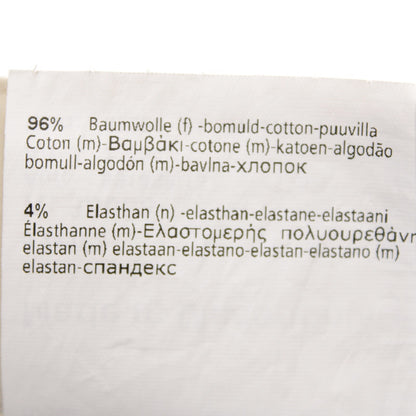 96% Baumwolle (f) -bomuld-cotton-puuvilla
Coton (m)-Βαμβάκι-cotone (m)-katoen-algodão
bomull-algodón (m)-bavlna-хлопок
4% Elasthan (n) -elasthan-elastane-elastaani
Élasthanne (m)-Ελαστομερής πολυουρεθάνη
elastan (m) elastaan-elastano-elastan-elastano (m)
elastan-спандекс